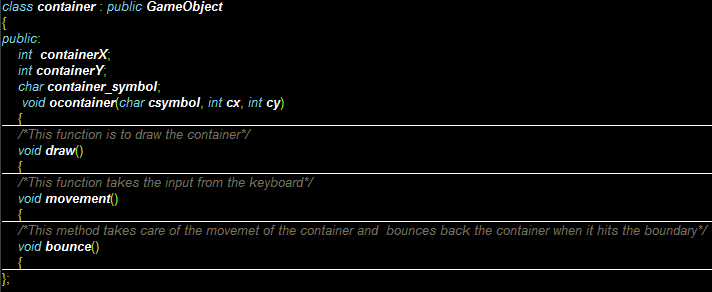 class container : public GameObject
{
public:
int containerX;
int containerY;
char container_symbol;
void ocontainer(char csymbol, int cx, int cy)
{
/*This function is to draw the container*/
void draw()
{
/*This function takes the input from the keyboard*/
void movement()
{
/*This method takes care of the movemet of the container and bounces back the container when it hits the boundary*/
void bounce()
{
};